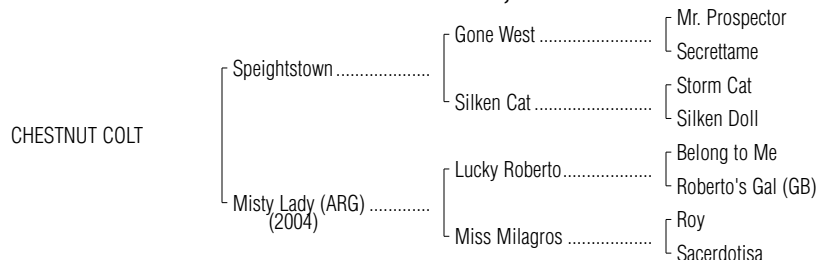 Mr. Prospector
Gone West ........................
Secrettame
Speightstown ....................
Storm Cat
Silken Cat .........................
Silken Doll
CHESTNUT COLT
Belong to Me
Lucky Roberto...................
Roberto's Gal (GB)
Misty Lady (ARG) .............
(2004)
Roy
Miss Milagros ..................
Sacerdotisa